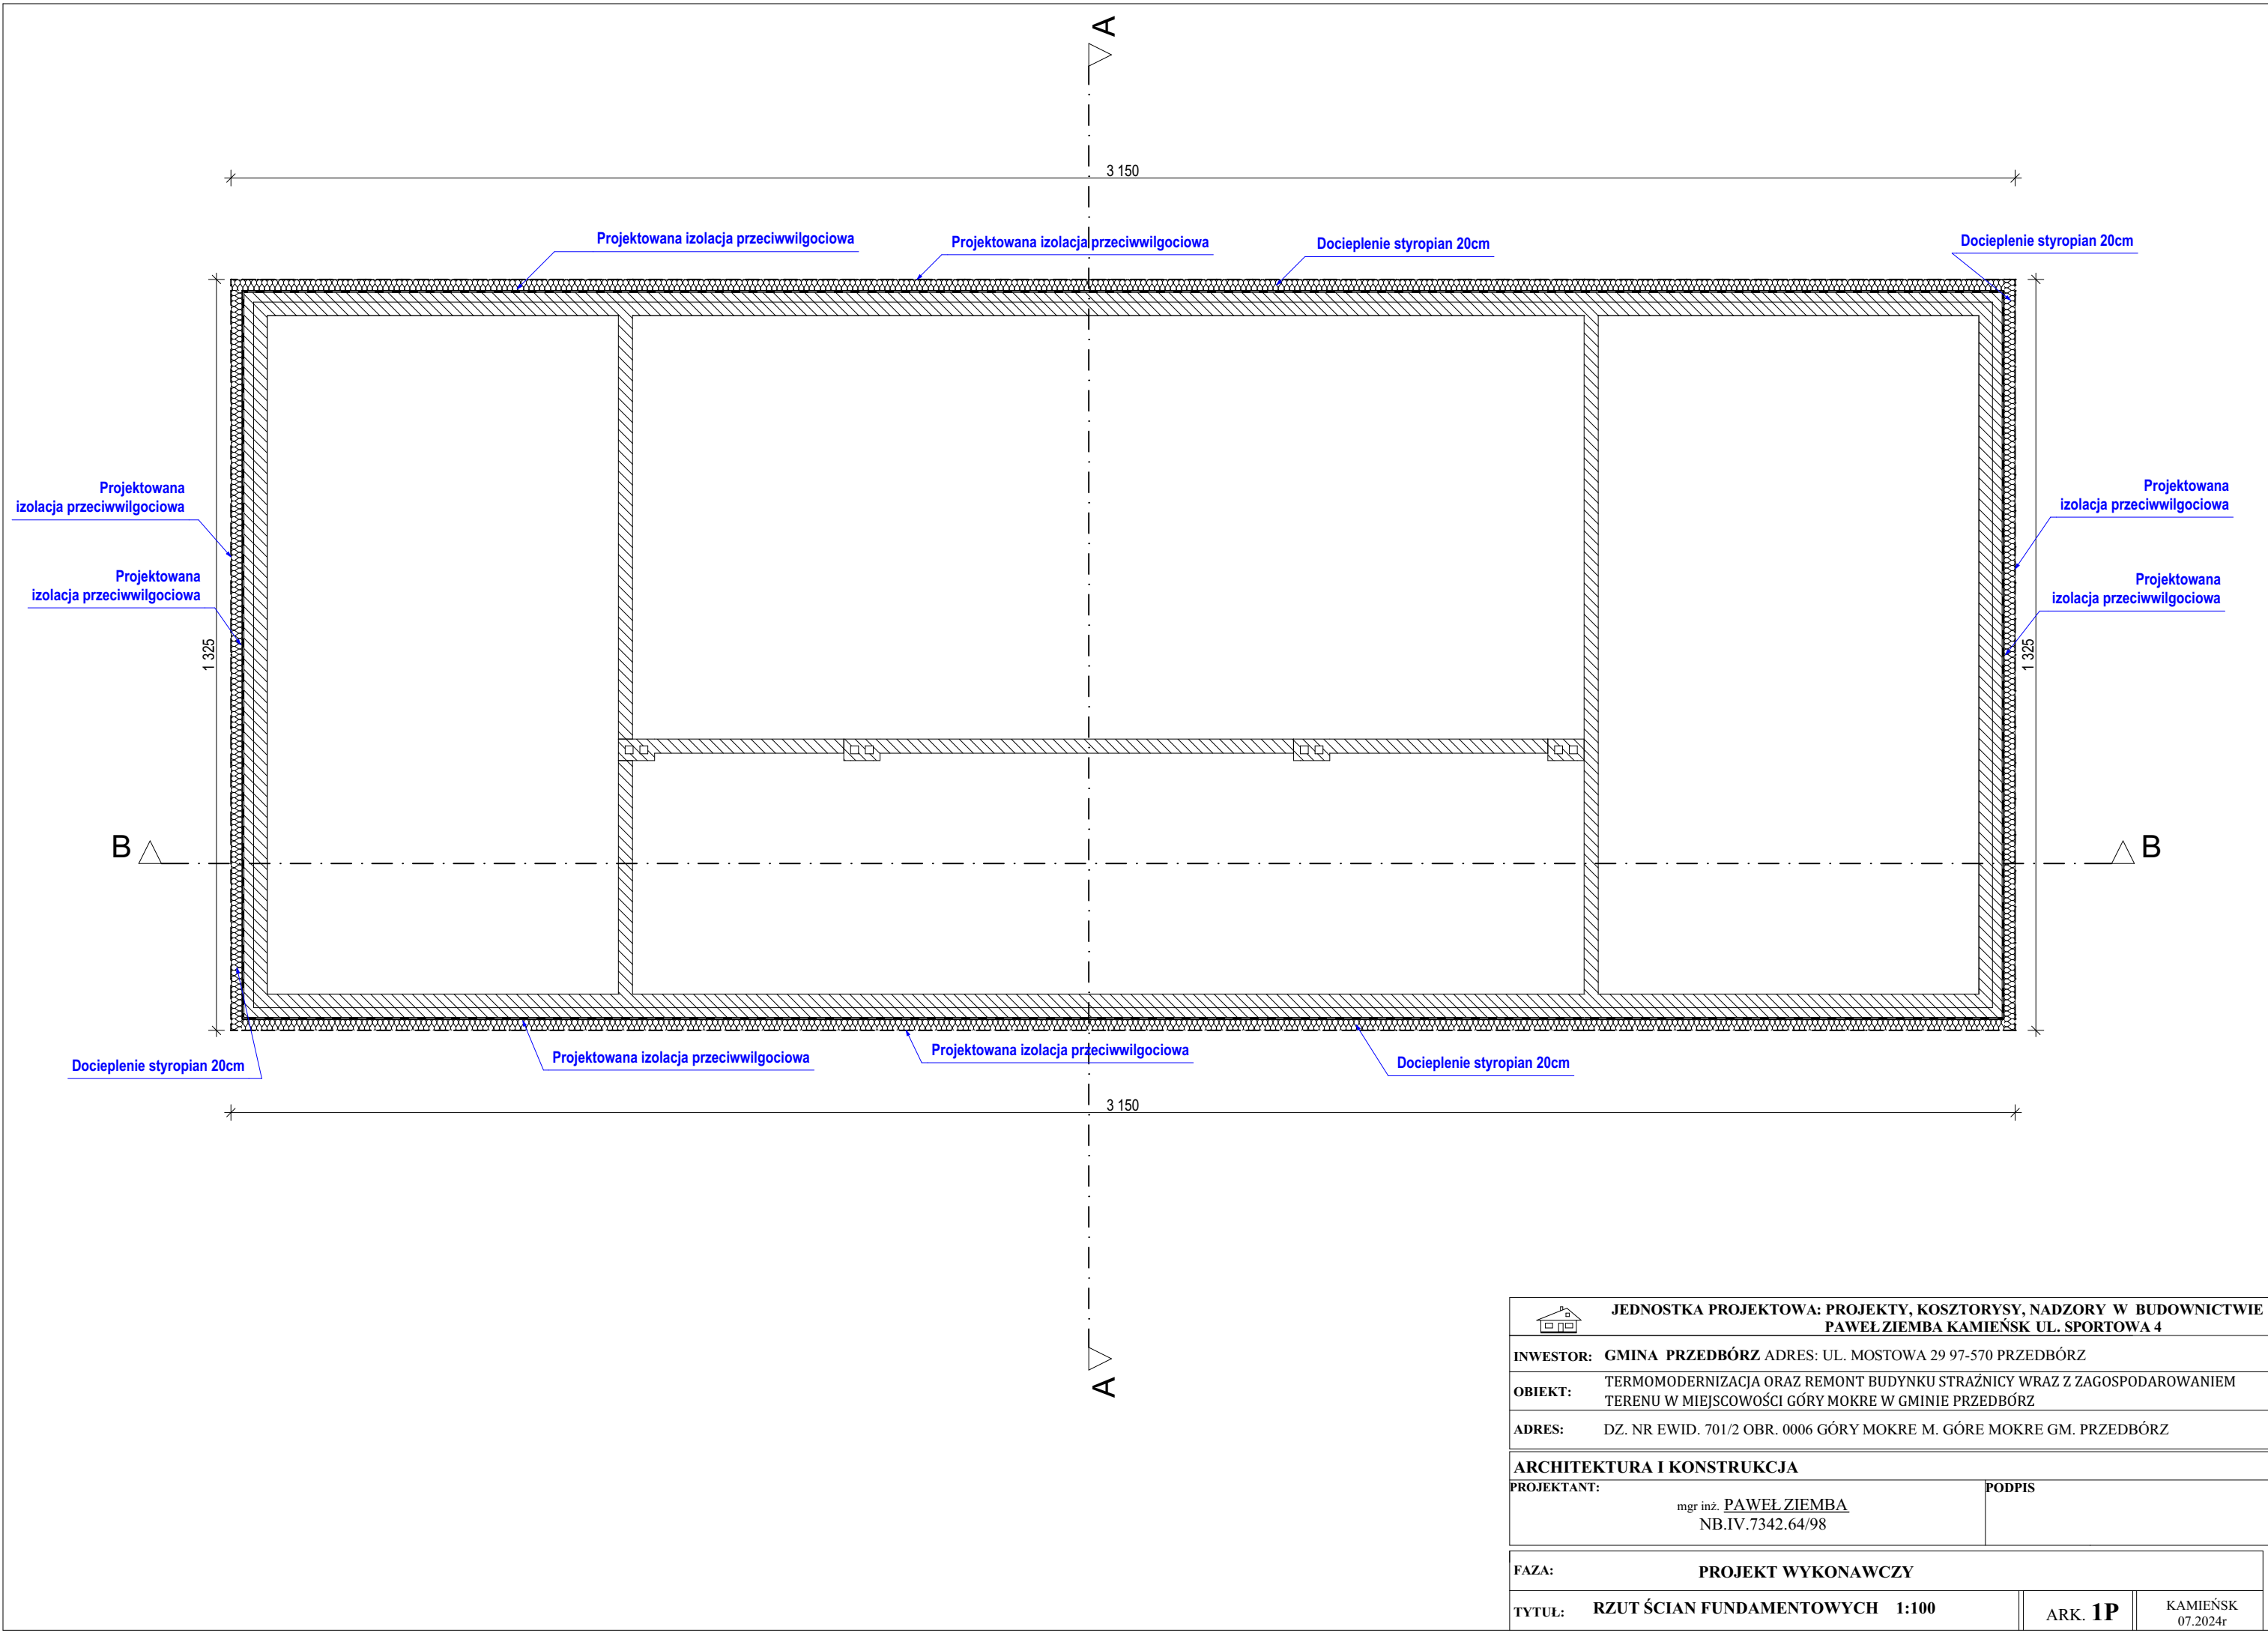 A
3 150
Projektowana izolacja przeciwwilgociowa
Projektowana izolacja przeciwwilgociowa
Docieplenie styropian 20cm
Docieplenie styropian 20cm
Projektowana
izolacja przeciwwilgociowa
Projektowana
izolacja przeciwwilgociowa
Projektowana
izolacja przeciwwilgociowa
Projektowana
izolacja przeciwwilgociowa
1 325
1 325
B
B
Docieplenie styropian 20cm
Projektowana izolacja przeciwwilgociowa
Projektowana izolacja przeciwwilgociowa
Docieplenie styropian 20cm
3 150
A
JEDNOSTKA PROJEKTOWA: PROJEKTY, KOSZTORYSY, NADZORY W BUDOWNICTWIE
PAWEŁ ZIEMBA KAMIEŃSK UL. SPORTOWA 4
INWESTOR: GMINA PRZEDBÓRZ ADRES: UL. MOSTOWA 29 97-570 PRZEDBÓRZ
OBIEKT: TERMOMODERNIZACJA ORAZ REMONT BUDYNKU STRAŻNICY WRAZ Z ZAGOSPODAROWANIEM
TERENU W MIEJSCOWOŚCI GÓRY MOKRE W GMINIE PRZEDBÓRZ
ADRES: DZ. NR EWID. 701/2 OBR. 0006 GÓRY MOKRE M. GÓRE MOKRE GM. PRZEDBÓRZ
ARCHITEKTURA I KONSTRUKCJA
PROJEKTANT:
PODPIS
mgr inż. PAWEŁ ZIEMBA
NB.IV.7342.64/98
FAZA: PROJEKT WYKONAWCZY
TYTUŁ: RZUT ŚCIAN FUNDAMENTOWYCH 1:100
ARK. 1P
KAMIEŃSK
07.2024r